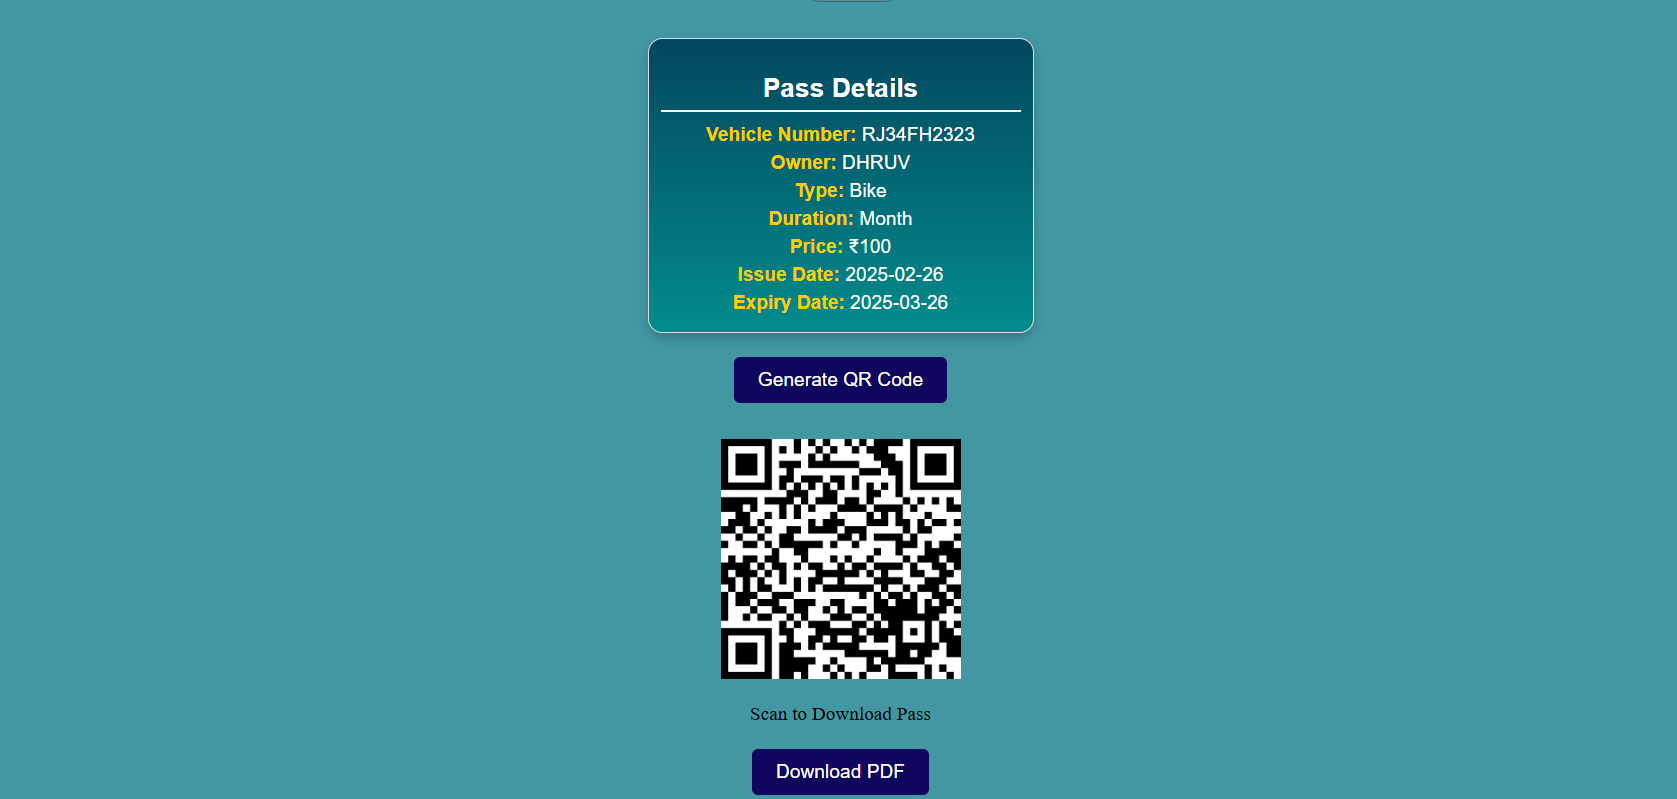 Pass Details
Vehicle Number: RJ34FH2323
Owner: DHRUV
Type: Bike
Duration: Month
Price: ₹100
Issue Date: 2025-02-26
Expiry Date: 2025-03-26
Generate QR Code
Scan to Download Pass
Download PDF